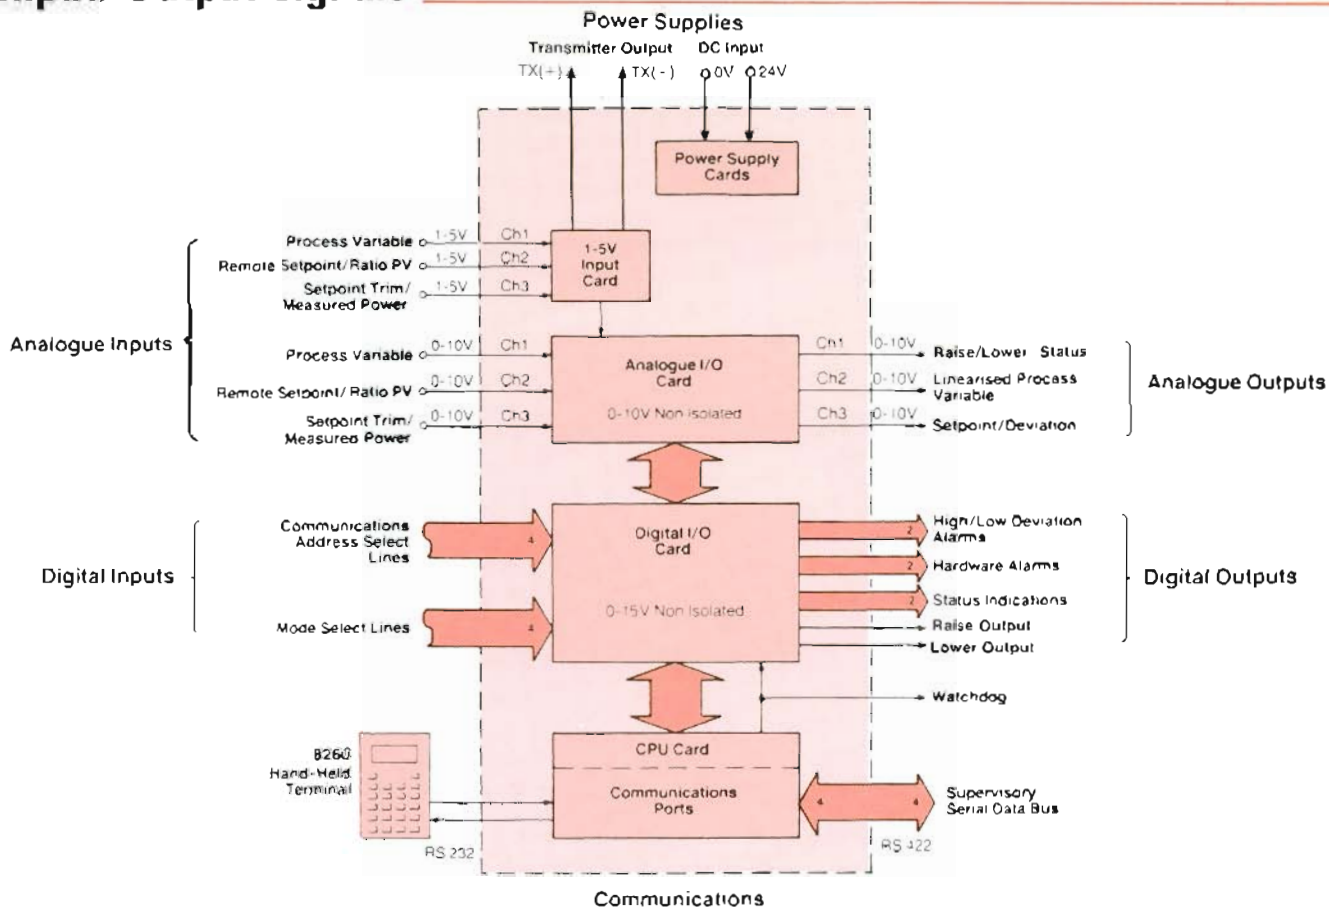 Power Supplies
Transmitter Output DC Input
TX(+) TX(-) 0V 24V
Power Supply
Cards
Analogue Inputs
Process Variable 1-5V Ch1
Remote Setpoint/Ratio PV 1-5V Ch2
Setpoint Trim/
Measured Power 1-5V Ch3
1-5V
Input
Card
Process Variable 0-10V Ch1
Remote Setpoint/Ratio PV 0-10V Ch2
Setpoint Trim/
Measured Power 0-10V Ch3
Analogue I/O
Card
0-10V Non Isolated
Ch1 0-10V Raise/Lower Status
Ch2 0-10V Linearised Process
Variable
Ch3 0-10V Setpoint/Deviation
Analogue Outputs
Digital Inputs
Communications
Address Select
Lines
4
Mode Select Lines
4
Digital I/O
Card
0-15V Non Isolated
2 High/Low Deviation
Alarms
2 Hardware Alarms
2 Status Indications
Raise Output
Lower Output
Digital Outputs
Watchdog
8260
Hand-Held
Terminal
RS 232
CPU Card
Communications
Ports
4 4
Supervisory
Serial Data Bus
RS 422
Communications